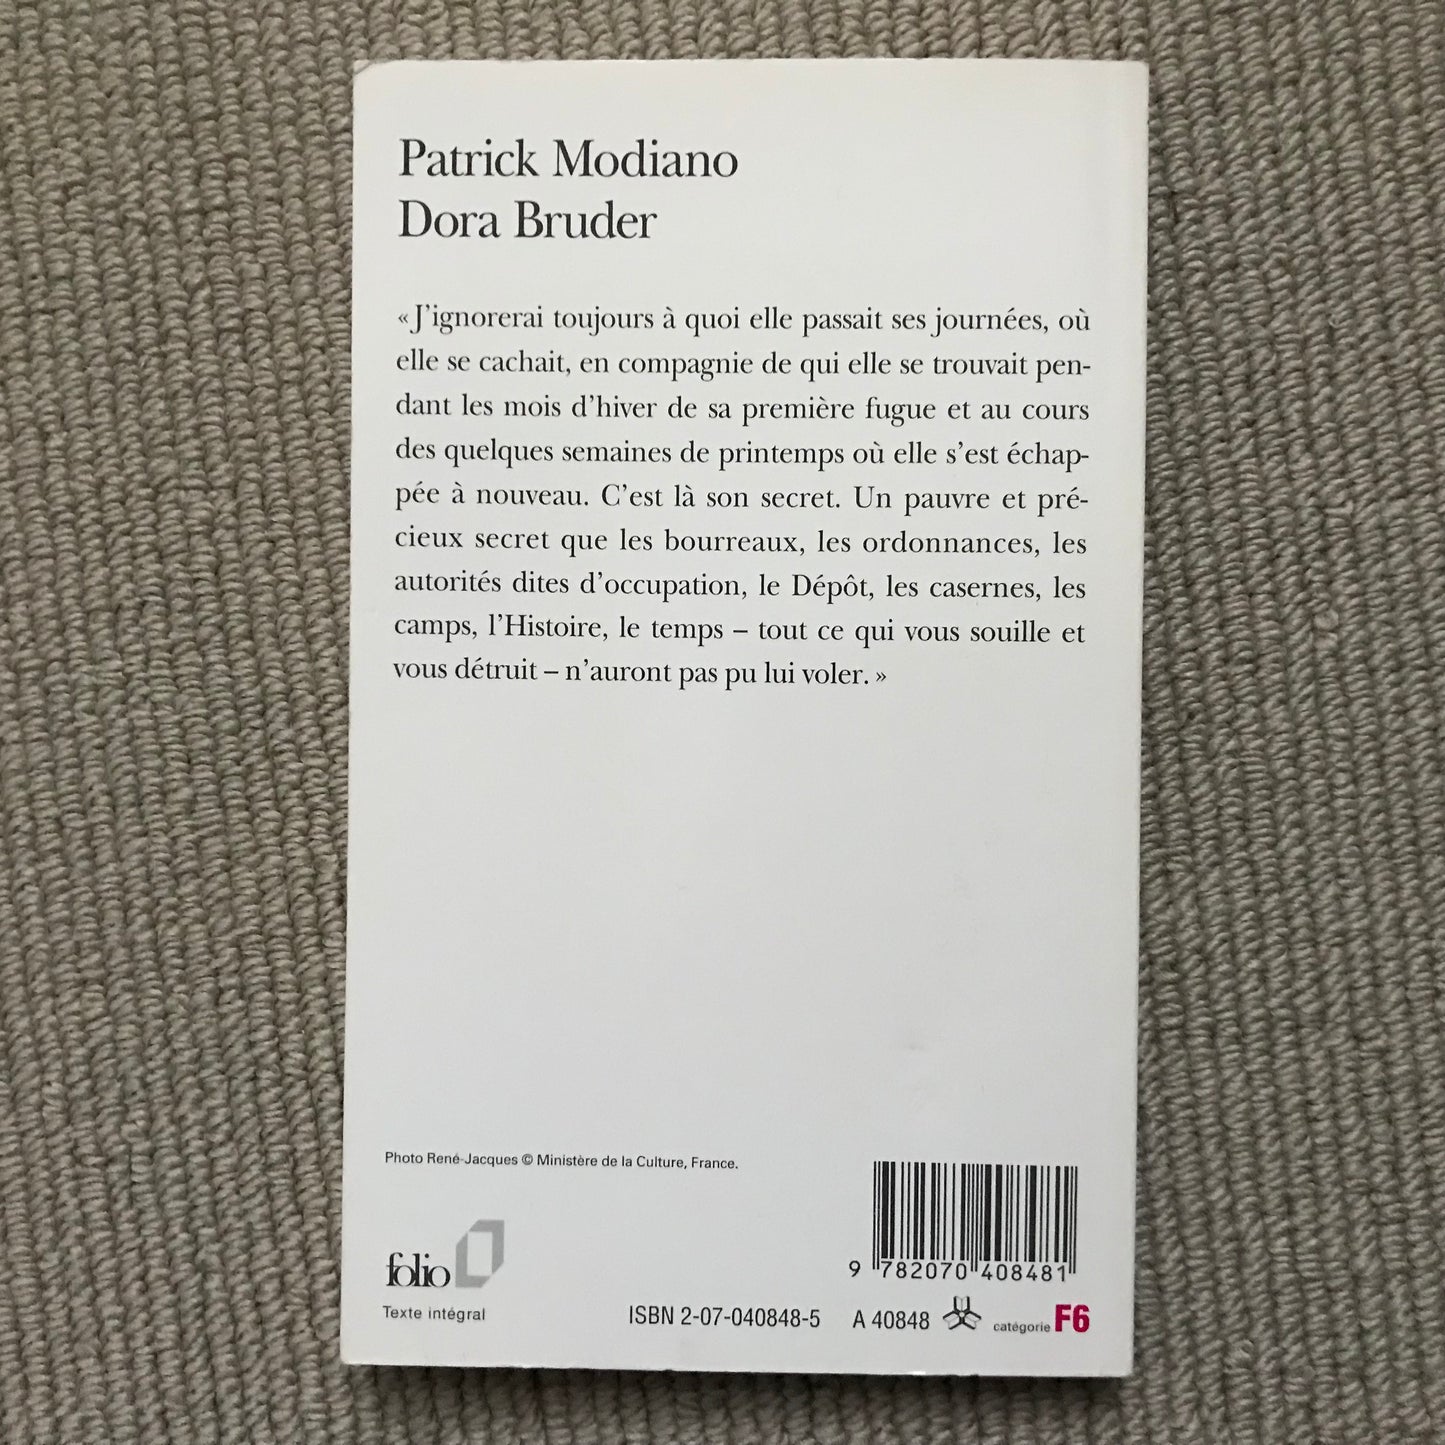 Patrick Modiano
Dora Bruder
« J’ignorerai toujours à quoi elle passait ses journées, où
elle se cachait, en compagnie de qui elle se trouvait pen-
dant les mois d’hiver de sa première fugue et au cours
des quelques semaines de printemps où elle s’est échap-
pée à nouveau. C’est là son secret. Un pauvre et pré-
cieux secret que les bourreaux, les ordonnances, les
autorités dites d’occupation, le Dépôt, les casernes, les
camps, l’Histoire, le temps – tout ce qui vous souille et
vous détruit – n’auront pas pu lui voler. »
Photo René-Jacques © Ministère de la Culture, France.
9 782070 408481
folio
Texte intégral
ISBN 2-07-040848-5 A 40848 catégorie F6